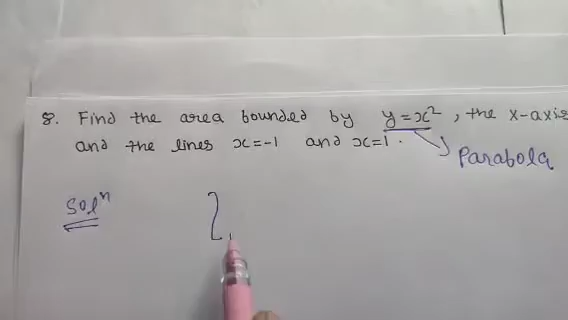 8. Find the area bounded by y=x², the x-axis
and the lines x=-1 and x=1.
Parabola
Solⁿ